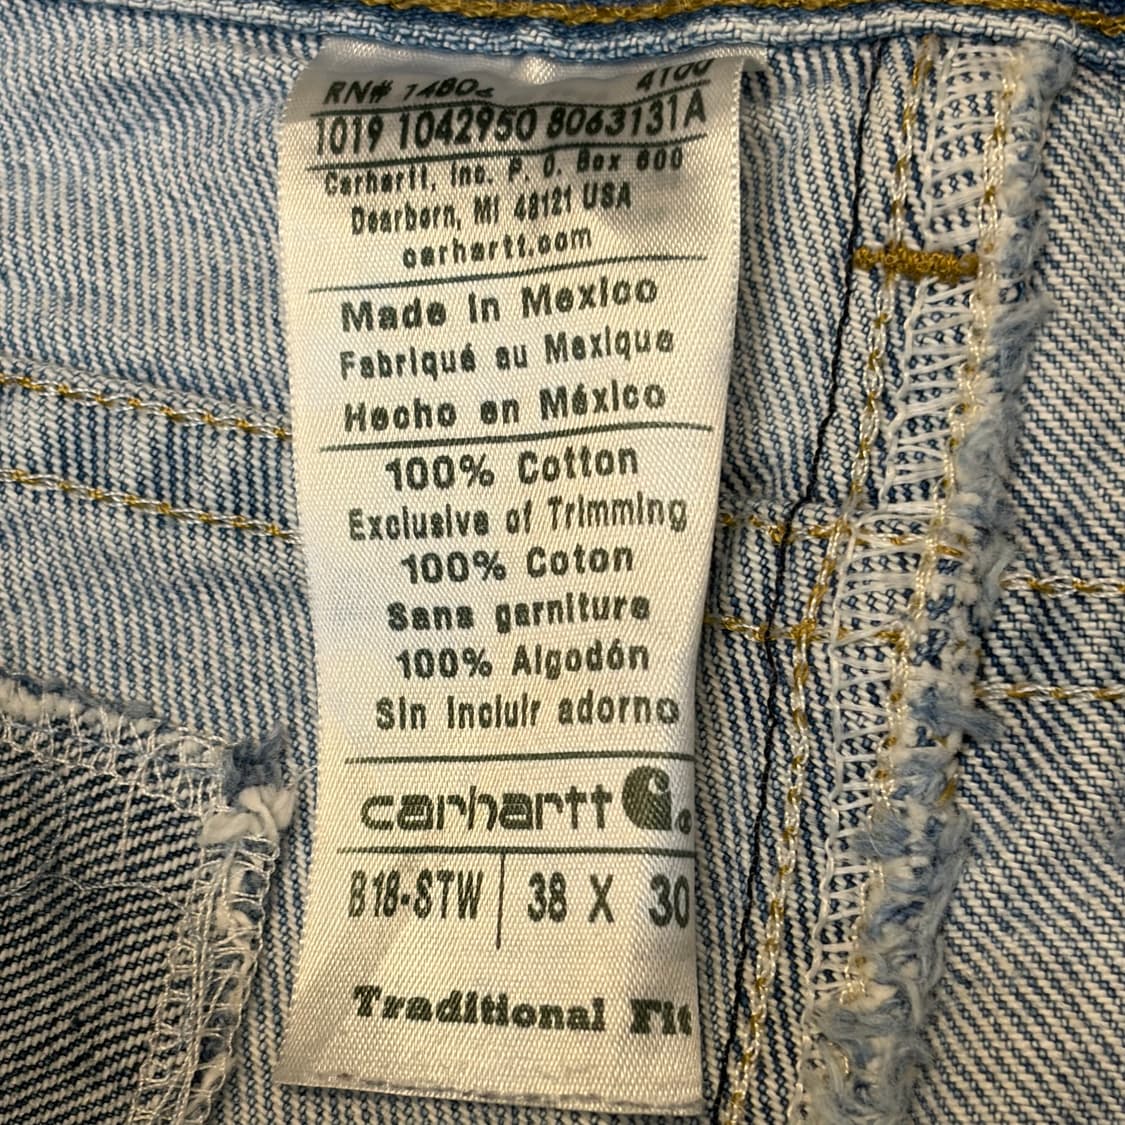 RN# 14806 4100
1019 1042950 8063131A
Carhartt, Inc. P. O. Box 600
Dearborn, MI 48121 USA
carhartt.com
Made in Mexico
Fabriqué au Mexique
Hecho en México
100% Cotton
Exclusive of Trimming
100% Coton
Sans garniture
100% Algodón
Sin Incluir adorno
carhartt
B18-STW 38 X 30
Traditional Fit